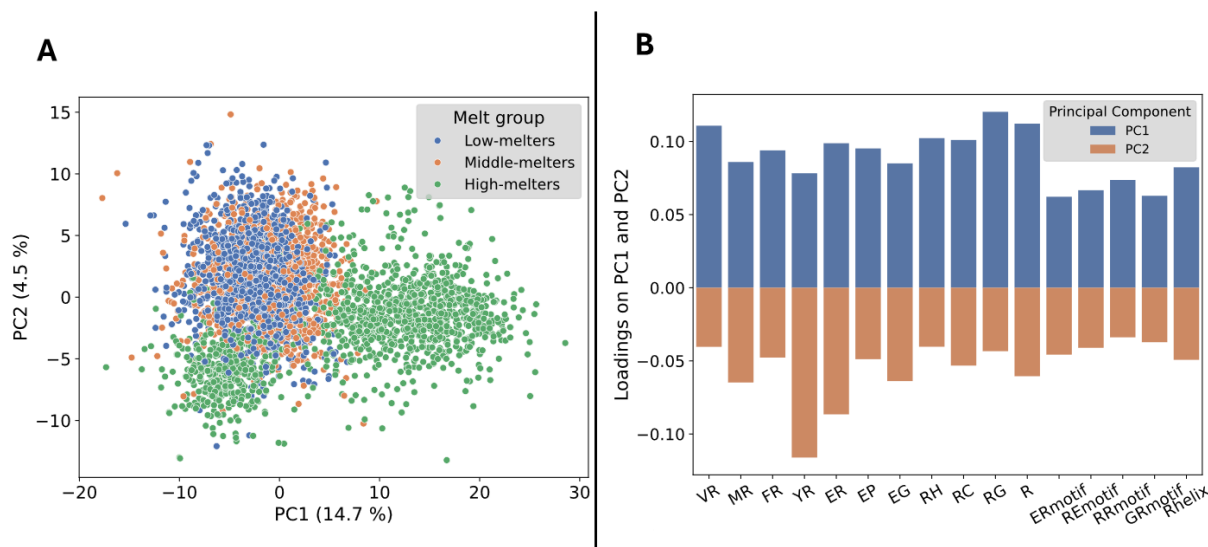 A
B
Melt group
Low-melters
Middle-melters
High-melters
15
10
5
0
−5
−10
PC2 (4.5 %)
−20
−10
0
10
20
30
PC1 (14.7 %)
Principal Component
PC1
PC2
0.10
0.05
0.00
−0.05
−0.10
Loadings on PC1 and PC2
VR
MR
FR
YR
ER
EP
EG
RH
RC
RG
R
ERmotif
REmotif
RRmotif
GRmotif
Rhelix